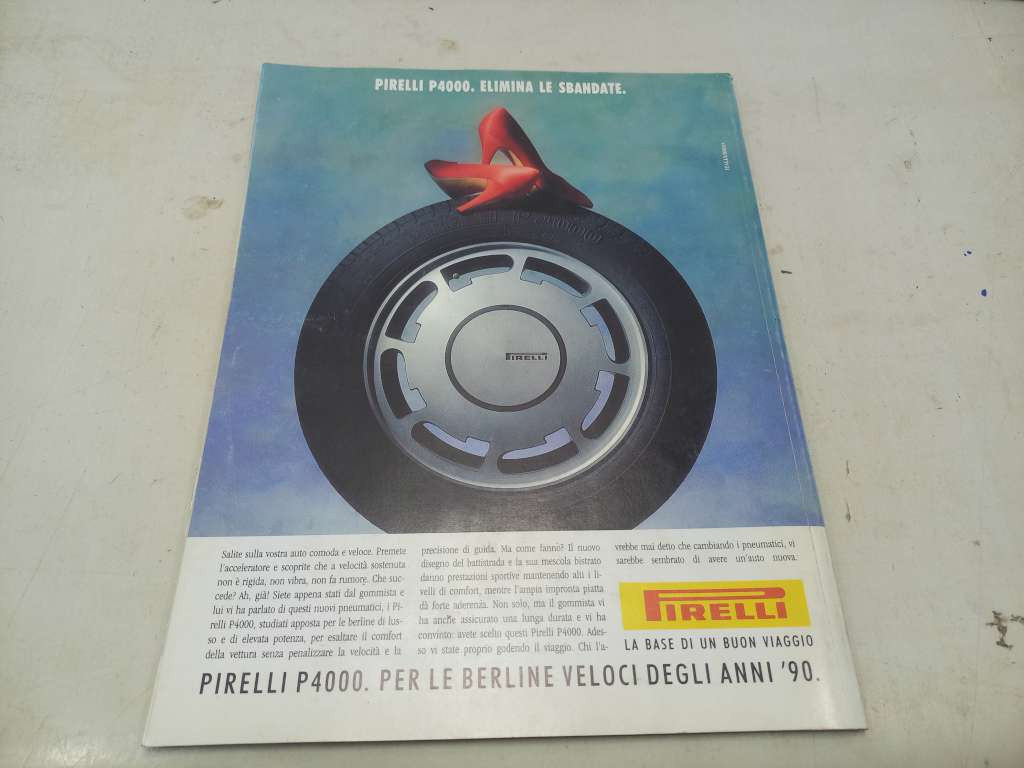 PIRELLI P4000. ELIMINA LE SBANDATE.
PIRELLI
Salite sulla vostra auto comoda e veloce. Premete
l'acceleratore e scoprite che a velocità sostenuta
non è rigida, non vibra, non fa rumore. Che suc-
cede? Ah, già! Siete appena stati dal gommista e
lui vi ha parlato di questi nuovi pneumatici, i Pi-
relli P4000, studiati apposta per le berline di lus-
so e di elevata potenza, per esaltare il comfort
della vettura senza penalizzare la velocità e la
precisione di guida. Ma come fanno? Il nuovo
disegno del battistrada e la sua mescola bistrato
danno prestazioni sportive mantenendo alti i li-
velli di comfort, mentre l'ampia impronta piatta
dà forte aderenza. Non solo, ma il gommista vi
ha anche assicurato una lunga durata e vi ha
convinto: avete scelto questi Pirelli P4000. Ades-
so vi state proprio godendo il viaggio. Chi l'a-
vrebbe mai detto che cambiando i pneumatici, vi
sarebbe sembrato di avere un'auto nuova.
PIRELLI
LA BASE DI UN BUON VIAGGIO
PIRELLI P4000. PER LE BERLINE VELOCI DEGLI ANNI '90.